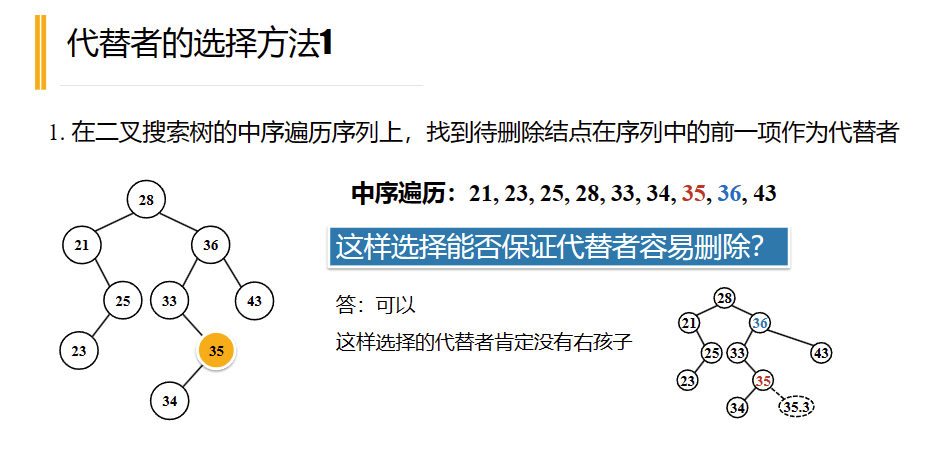 代替者的选择方法1
1. 在二叉搜索树的中序遍历序列上，找到待删除结点在序列中的前一项作为代替者
中序遍历：21, 23, 25, 28, 33, 34, 35, 36, 43
这样选择能否保证代替者容易删除？
答：可以
这样选择的代替者肯定没有右孩子
28
21 36
25 33 43
23 35
34
28
21 36
25 33 43
23 35
34 35.3